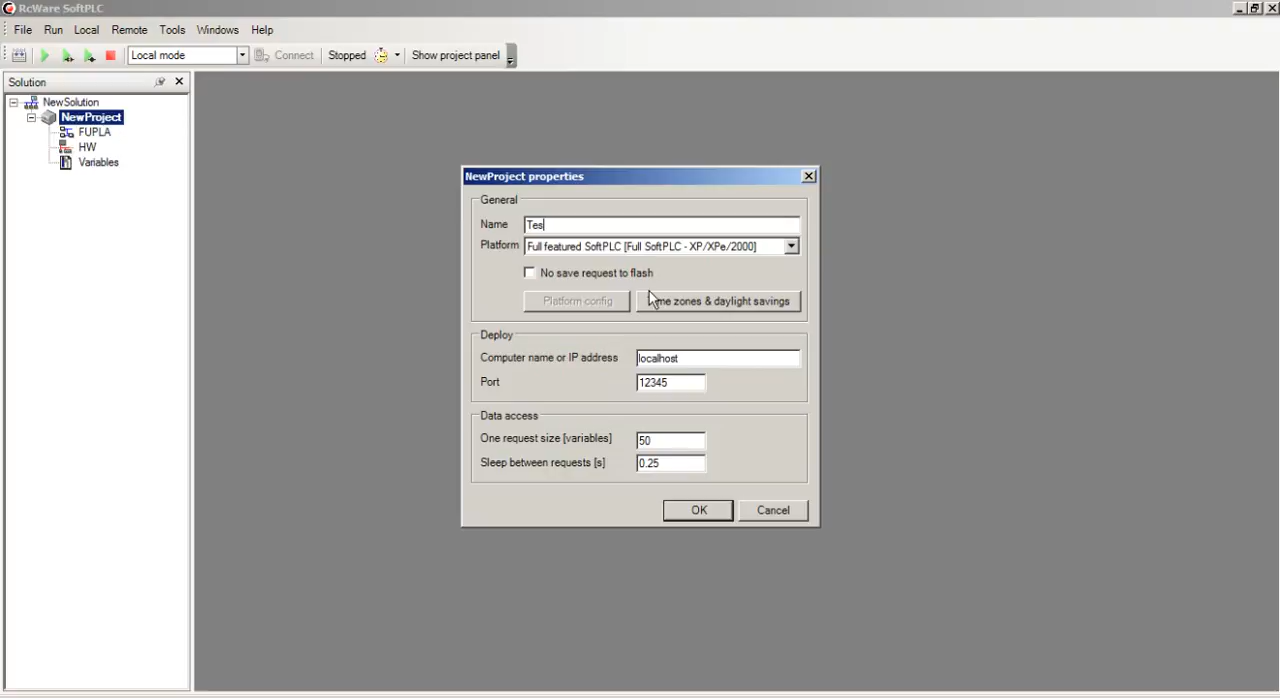 RcWare SoftPLC
File Run Local Remote Tools Windows Help
Local mode Connect Stopped Show project panel
Solution
NewSolution
NewProject
FUPLA
HW
Variables
NewProject properties
General
Name Tes
Platform Full featured SoftPLC [Full SoftPLC - XP/XPe/2000]
No save request to flash
Platform config me zones & daylight savings
Deploy
Computer name or IP address localhost
Port 12345
Data access
One request size [variables] 50
Sleep between requests [s] 0.25
OK Cancel